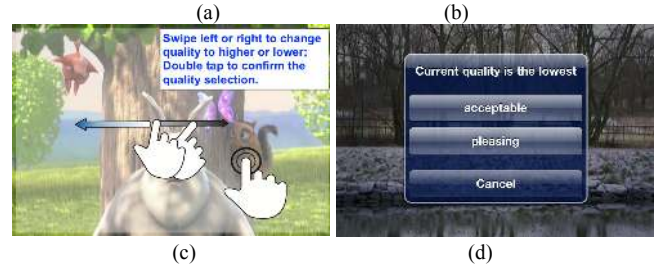 (a)
(b)
Swipe left or right to change
quality to higher or lower;
Double tap to confirm the
quality selection.
Current quality is the lowest
acceptable
pleasing
Cancel
(c)
(d)